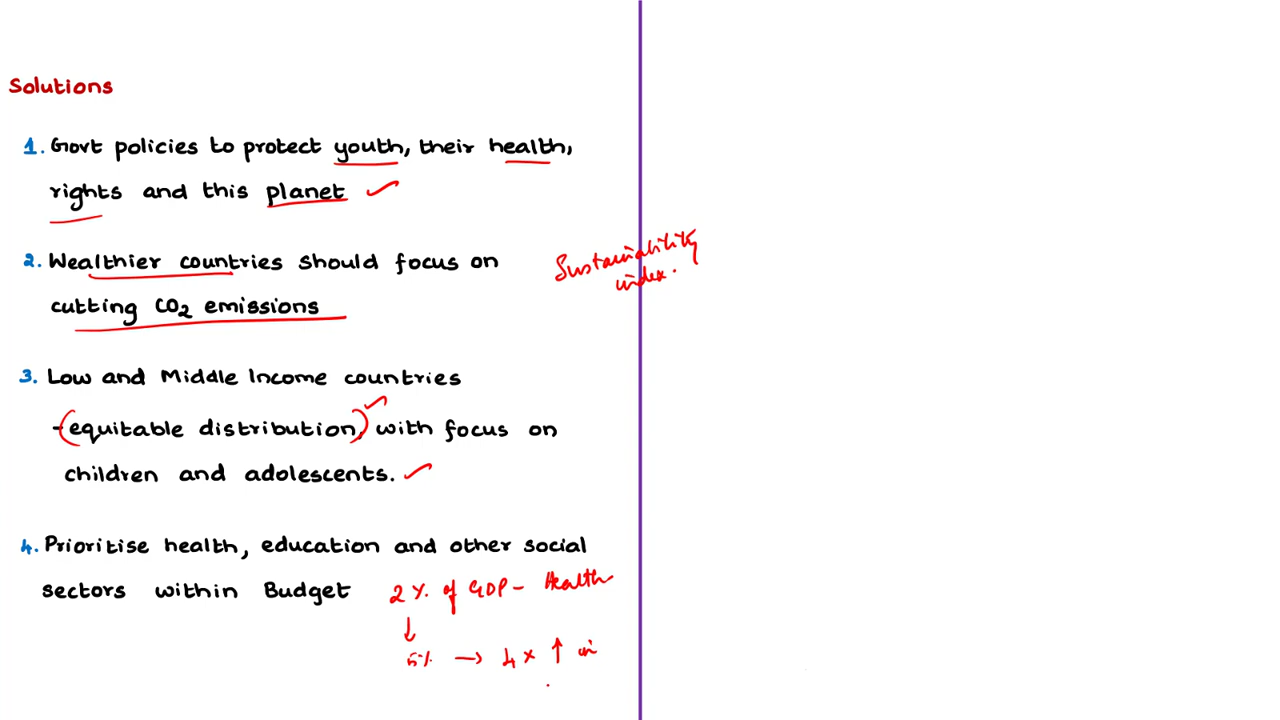 Solutions
1. Govt policies to protect youth, their health,
rights and this planet
2. Wealthier countries should focus on
cutting CO2 emissions
Sustainability
index.
3. Low and Middle Income countries
-(equitable distribution,) with focus on
children and adolescents.
4. Prioritise health, education and other social
sectors within Budget 2%. of GDP - Health
↓
5% → 4x ↑ in